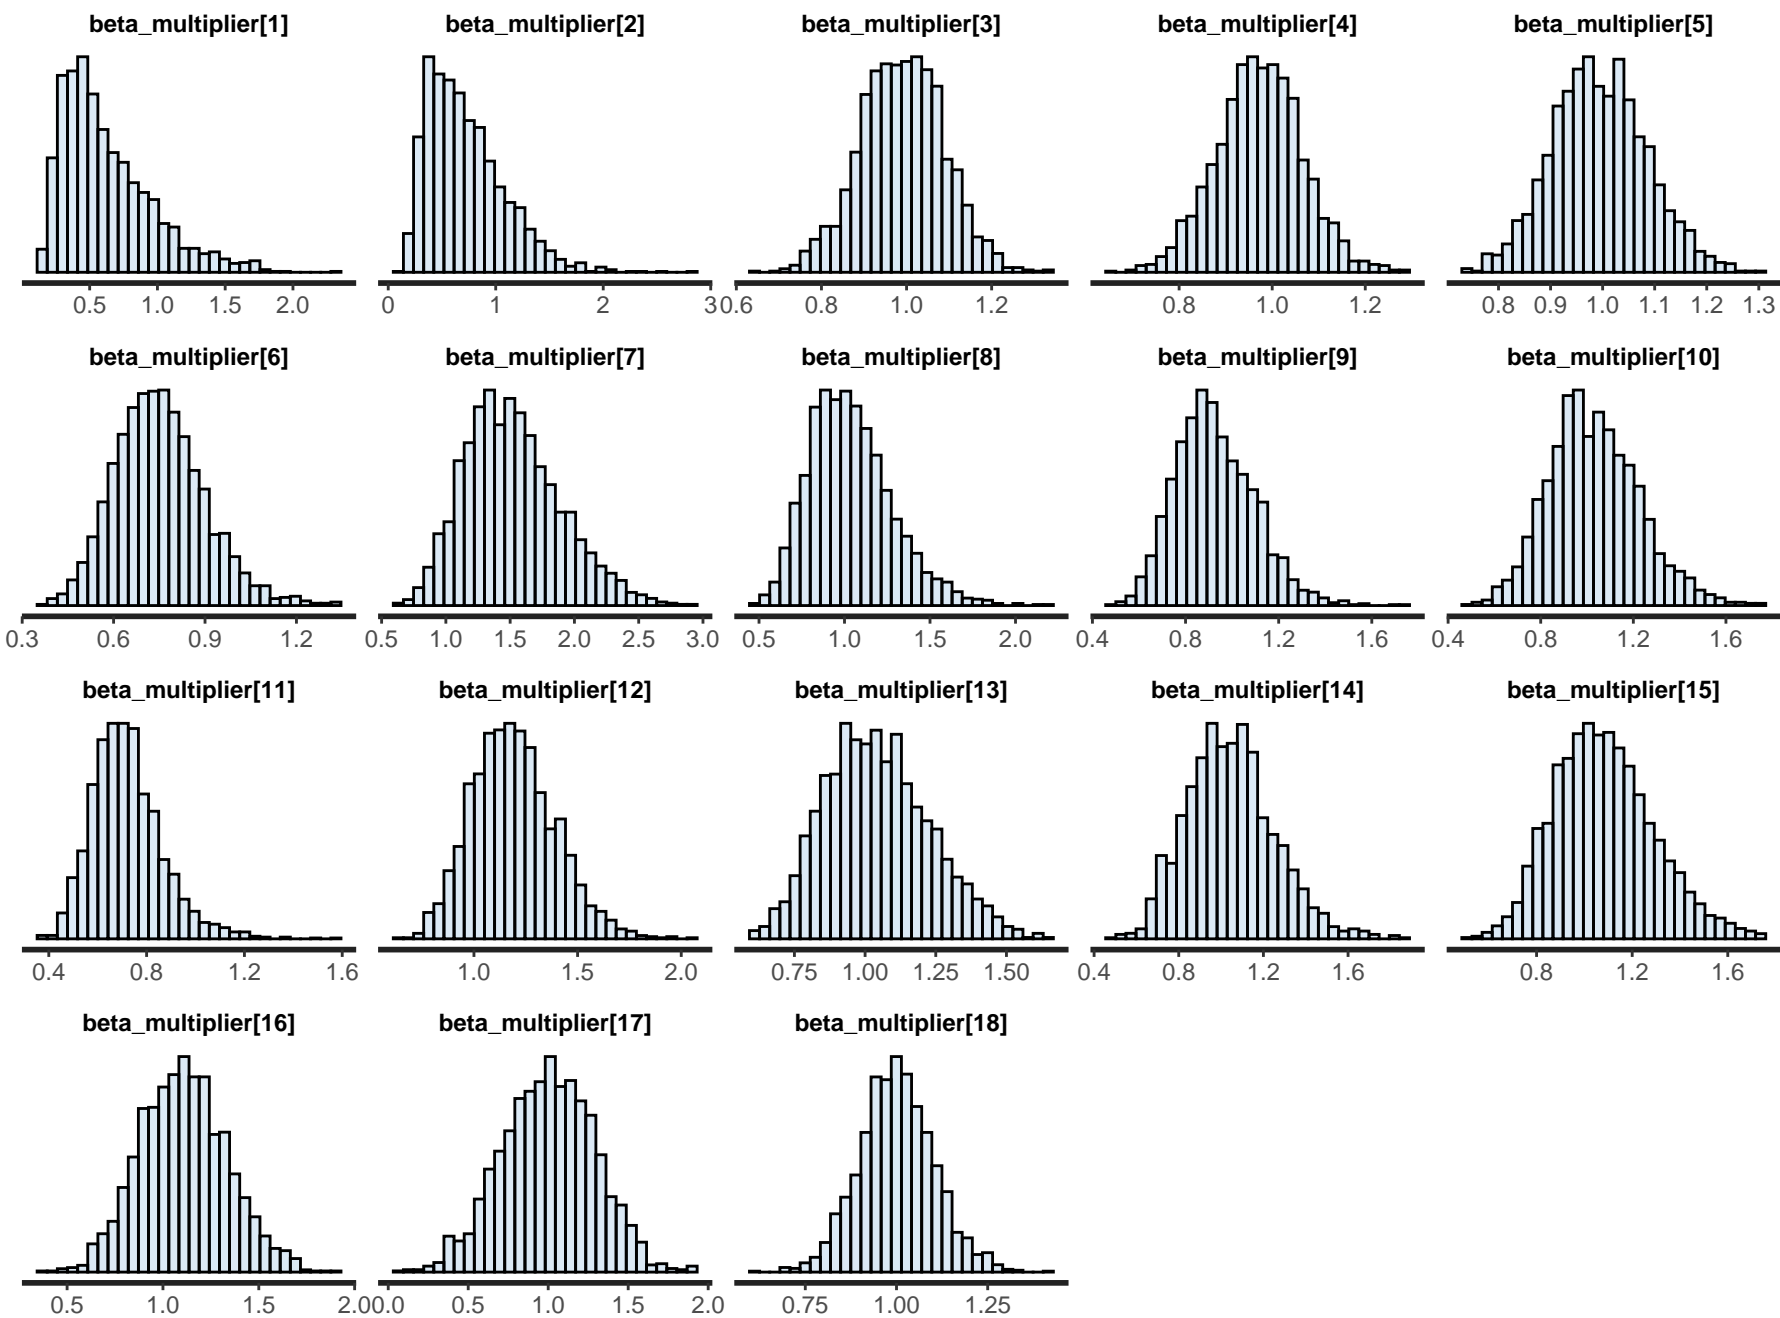 beta_multiplier[1] beta_multiplier[2] beta_multiplier[3] beta_multiplier[4] beta_multiplier[5]
0.5 1.0 1.5 2.0 0 1 2 3 0.6 0.8 1.0 1.2 0.8 1.0 1.2 0.8 0.9 1.0 1.1 1.2 1.3
beta_multiplier[6] beta_multiplier[7] beta_multiplier[8] beta_multiplier[9] beta_multiplier[10]
0.3 0.6 0.9 1.2 0.5 1.0 1.5 2.0 2.5 3.0 0.5 1.0 1.5 2.0 0.4 0.8 1.2 1.6 0.4 0.8 1.2 1.6
beta_multiplier[11] beta_multiplier[12] beta_multiplier[13] beta_multiplier[14] beta_multiplier[15]
0.4 0.8 1.2 1.6 1.0 1.5 2.0 0.75 1.00 1.25 1.50 0.4 0.8 1.2 1.6 0.8 1.2 1.6
beta_multiplier[16] beta_multiplier[17] beta_multiplier[18]
0.5 1.0 1.5 2.0 0.0 0.5 1.0 1.5 2.0 0.75 1.00 1.25